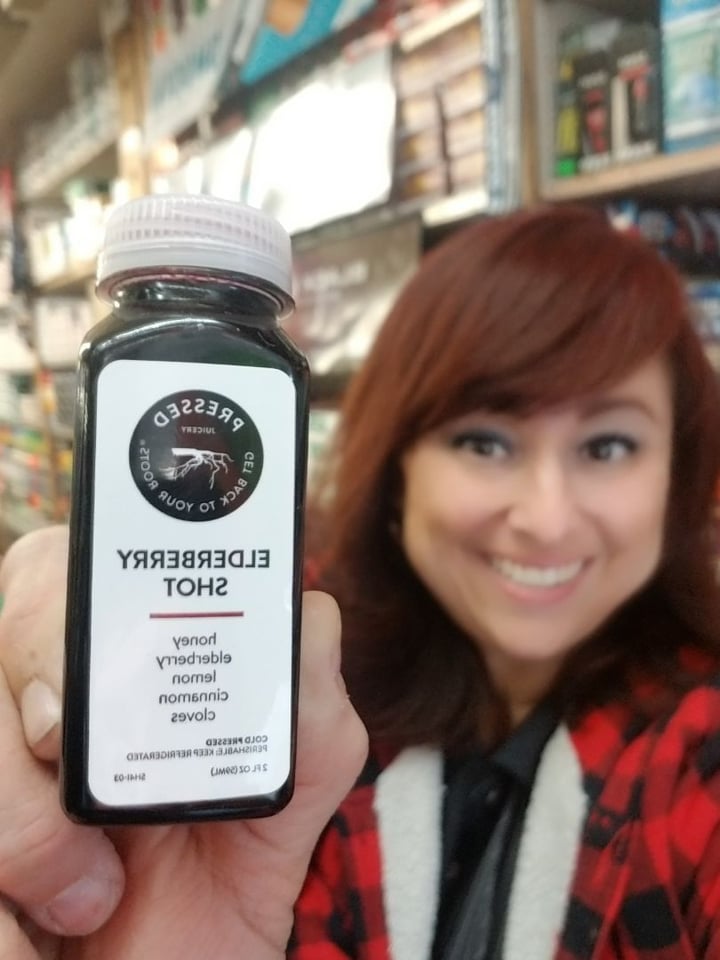 PRESSED
JUICERY
GET BACK TO YOUR ROOTS®
ELDERBERRY
SHOT
honey
elderberry
lemon
cinnamon
cloves
COLD PRESSED
PERISHABLE: KEEP REFRIGERATED
2 FL OZ (59ML) SH41-03